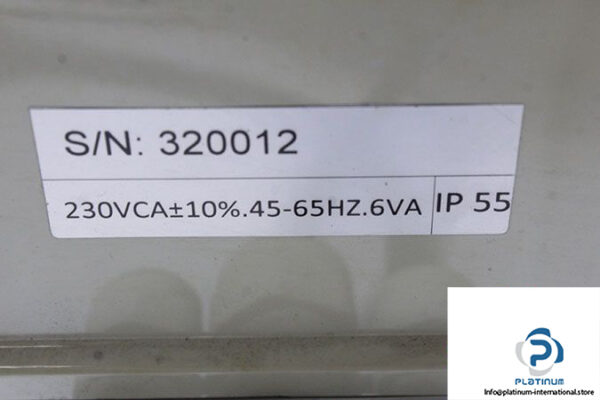 S/N: 320012
230VCA±10%.45-65HZ.6VA
IP 55
PLATINUM
Info@platinum-international.store